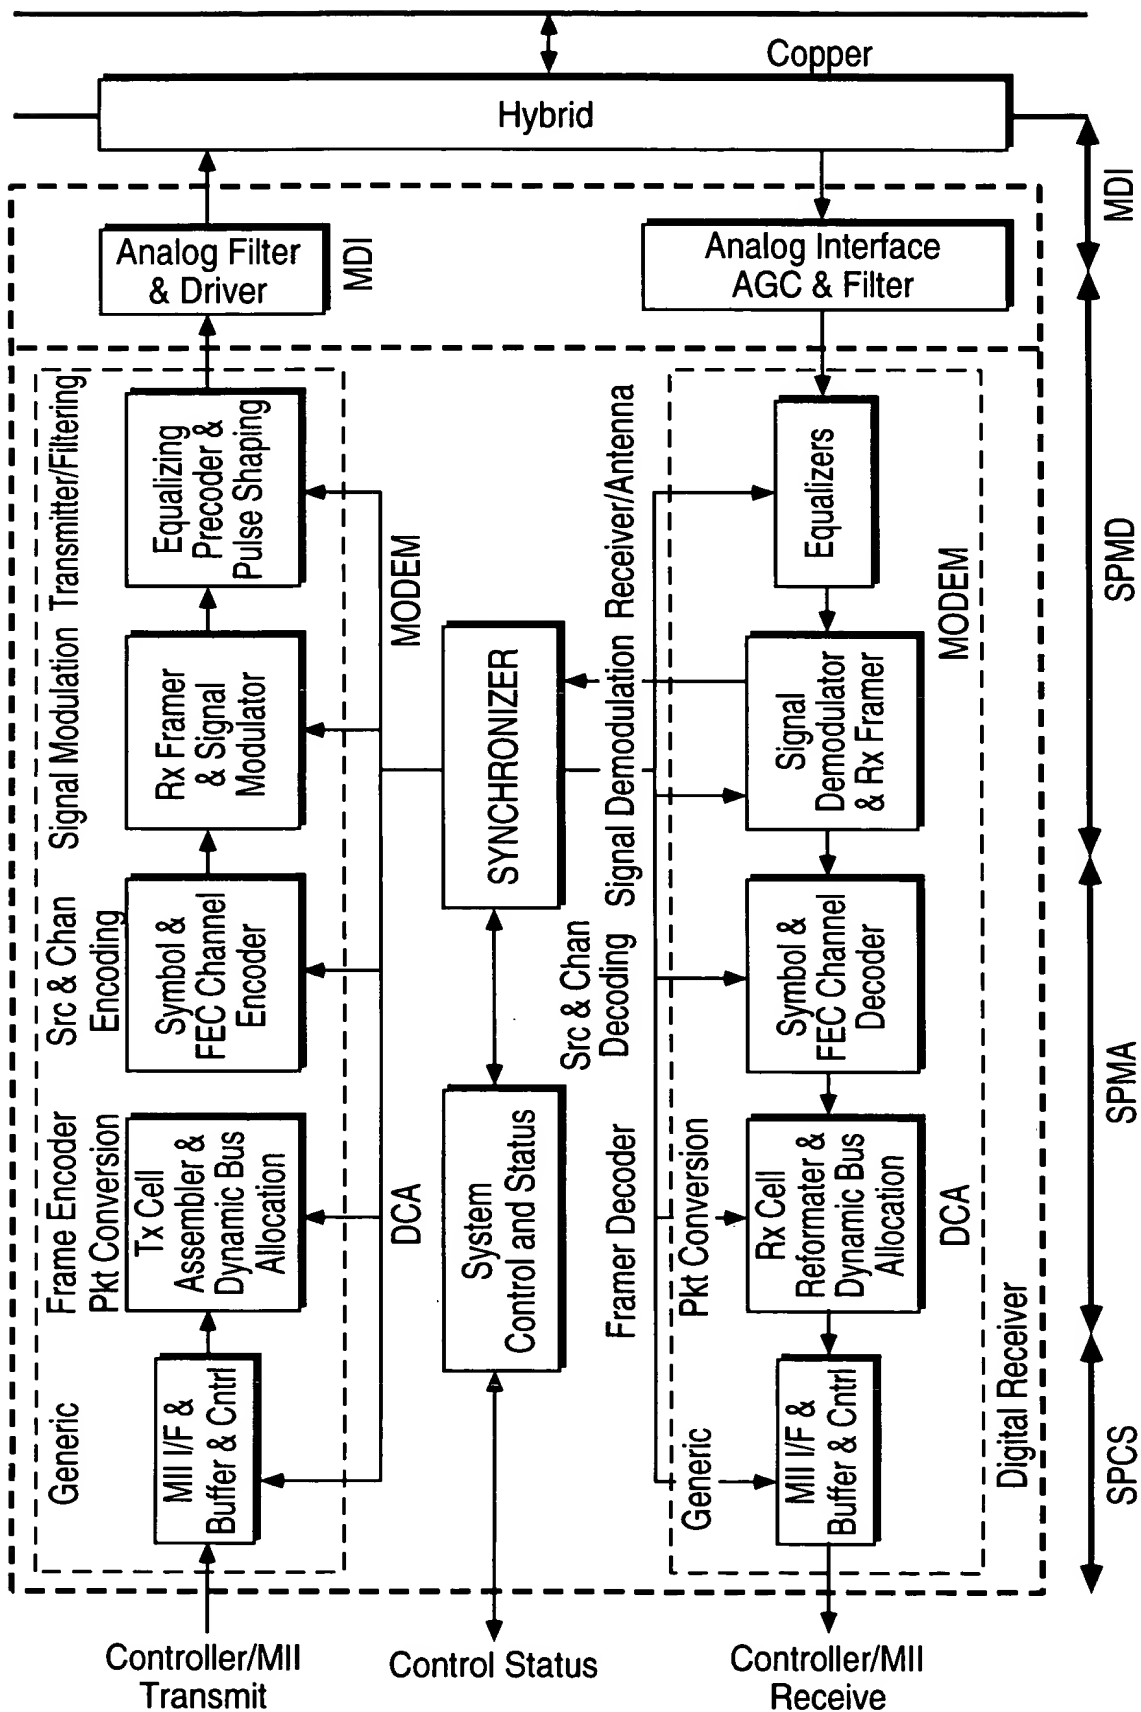 Copper
Hybrid
MDI
Analog Filter
& Driver
MDI
Analog Interface
AGC & Filter
Transmitter/Filtering
Equalizing
Precoder &
Pulse Shaping
MODEM
Receiver/Antenna
Equalizers
MODEM
SPMD
Signal Modulation
Rx Framer
& Signal
Modulator
SYNCHRONIZER
Signal Demodulation
Signal
Demodulator
& Rx Framer
Src & Chan
Encoding
Symbol &
FEC Channel
Encoder
Src & Chan
Decoding
Symbol &
FEC Channel
Decoder
SPMA
Frame Encoder
Pkt Conversion
Tx Cell
Assembler &
Dynamic Bus
Allocation
DCA
System
Control and Status
Framer Decoder
Pkt Conversion
Rx Cell
Reformater &
Dynamic Bus
Allocation
DCA
Generic
MII I/F &
Buffer & Cntrl
Generic
MII I/F &
Buffer & Cntrl
Digital Receiver
SPCS
Controller/MII
Transmit
Control Status
Controller/MII
Receive